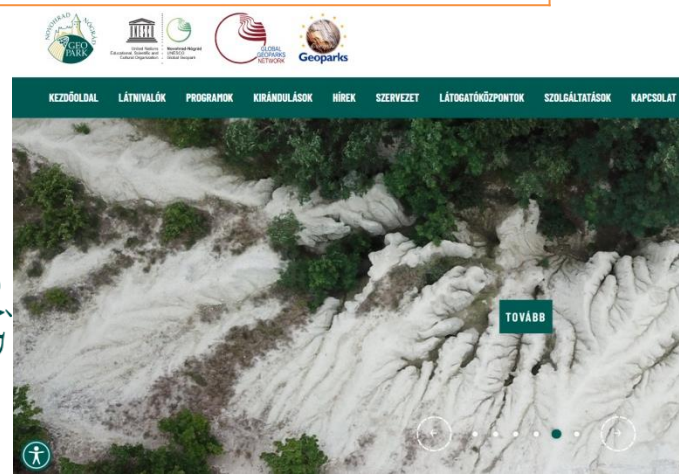 NOVOHRAD NÓGRÁD
GEO
PARK
UNESCO
United Nations
Educational, Scientific and
Cultural Organization
Novohrad-Nógrád
UNESCO
Global Geopark
GLOBAL
GEOPARKS
NETWORK
Geoparks
KEZDŐOLDAL LÁTNIVALÓK PROGRAMOK KIRÁNDULÁSOK HÍREK SZERVEZET LÁTOGATÓKÖZPONTOK SZOLGÁLTATÁSOK KAPCSOLAT
TOVÁBB